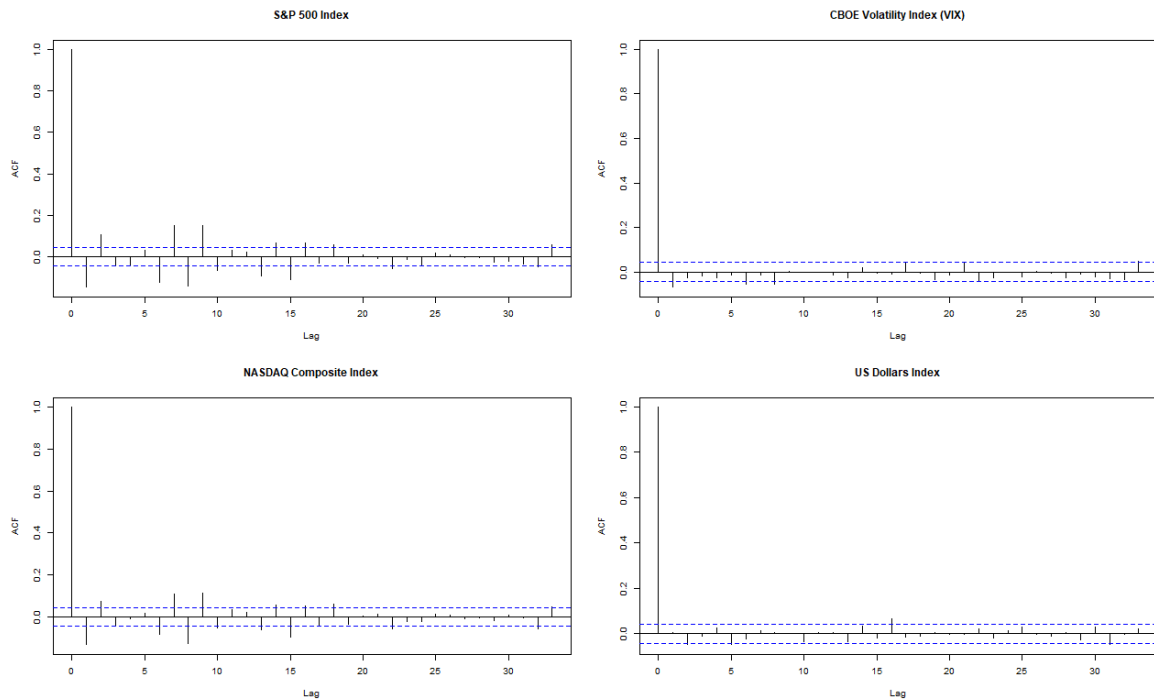 S&P 500 Index
ACF
0.0 0.2 0.4 0.6 0.8 1.0
0 5 10 15 20 25 30
Lag
CBOE Volatility Index (VIX)
ACF
0.0 0.2 0.4 0.6 0.8 1.0
0 5 10 15 20 25 30
Lag
NASDAQ Composite Index
ACF
0.0 0.2 0.4 0.6 0.8 1.0
0 5 10 15 20 25 30
Lag
US Dollars Index
ACF
0.0 0.2 0.4 0.6 0.8 1.0
0 5 10 15 20 25 30
Lag